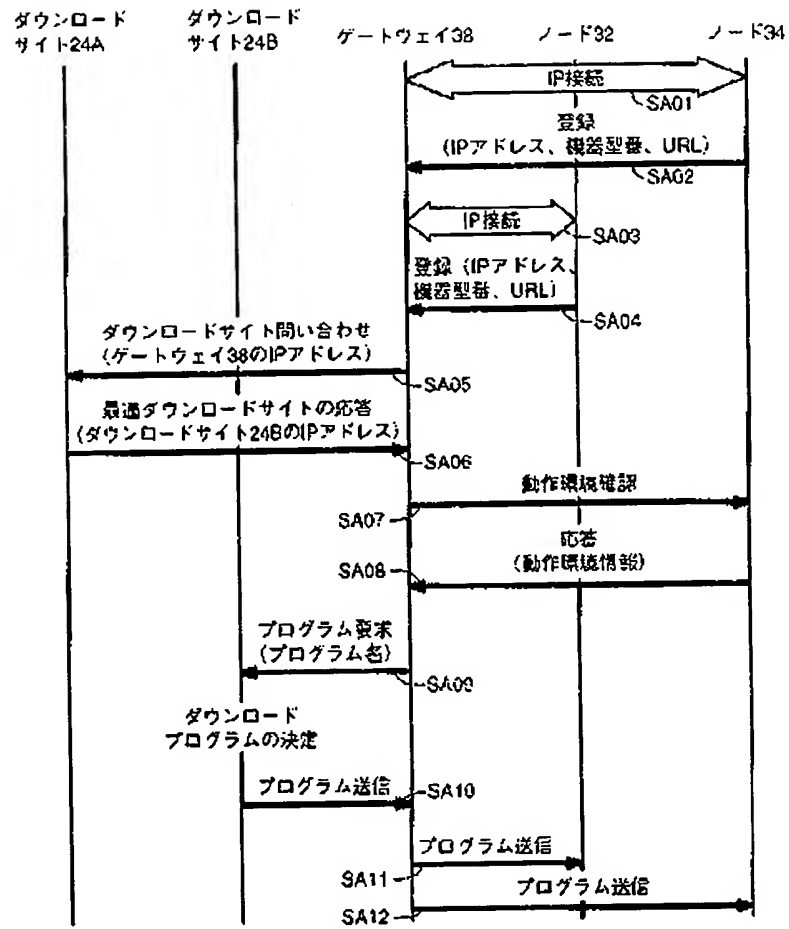 ダウンロード
サイト24A
ダウンロード
サイト24B
ゲートウェイ38
ノード32
ノード34
IP接続
SA01
登録
(IPアドレス、機器型番、URL)
SA02
IP接続
SA03
登録(IPアドレス、
機器型番、URL)
SA04
ダウンロードサイト問い合わせ
(ゲートウェイ38のIPアドレス)
SA05
最適ダウンロードサイトの応答
(ダウンロードサイト24BのIPアドレス)
SA06
動作環境確認
SA07
応答
(動作環境情報)
SA08
プログラム要求
(プログラム名)
SA09
ダウンロード
プログラムの決定
プログラム送信
SA10
プログラム送信
SA11
プログラム送信
SA12